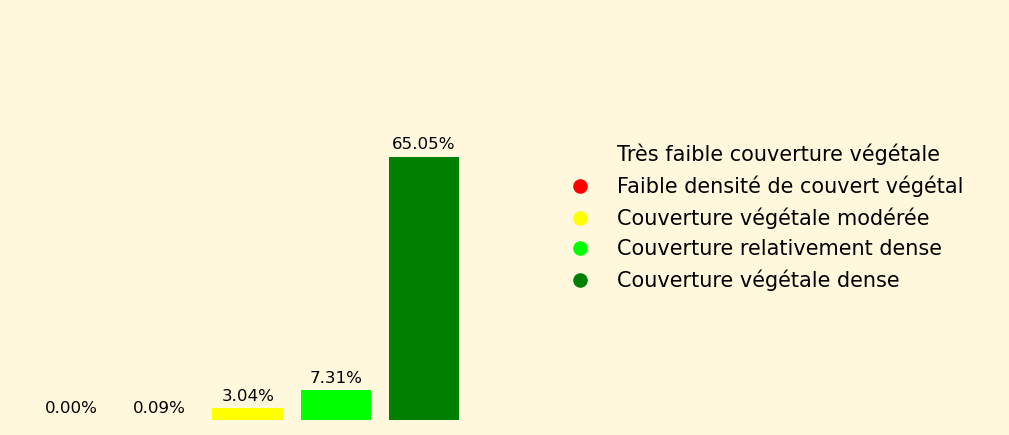 65.05%
7.31%
3.04%
0.00% 0.09%
Très faible couverture végétale
Faible densité de couvert végétal
Couverture végétale modérée
Couverture relativement dense
Couverture végétale dense